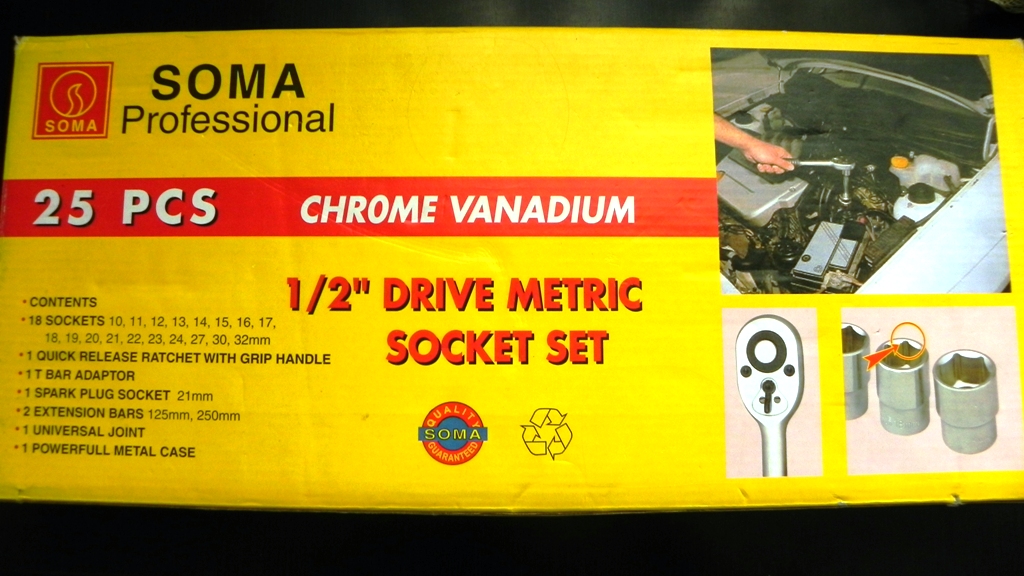 SOMA
Professional
SOMA
25 PCS
CHROME VANADIUM
1/2" DRIVE METRIC
SOCKET SET
• CONTENTS
• 18 SOCKETS 10, 11, 12, 13, 14, 15, 16, 17,
18, 19, 20, 21, 22, 23, 24, 27, 30, 32mm
• 1 QUICK RELEASE RATCHET WITH GRIP HANDLE
• 1 T BAR ADAPTOR
• 1 SPARK PLUG SOCKET 21mm
• 2 EXTENSION BARS 125mm, 250mm
• 1 UNIVERSAL JOINT
• 1 POWERFULL METAL CASE
QUALITY
SOMA
GUARANTEED